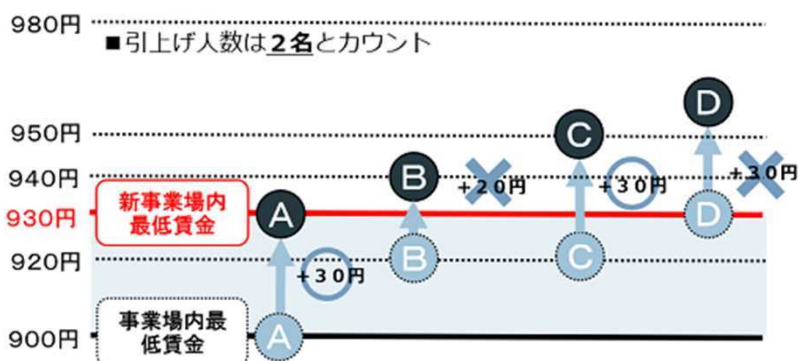 980円
■引上げ人数は2名とカウント
D
950円
C
940円
B
+20円
+30円
+30円
新事業場内
最低賃金
930円
A
D
920円
B
C
+30円
事業場内最
低賃金
900円
A